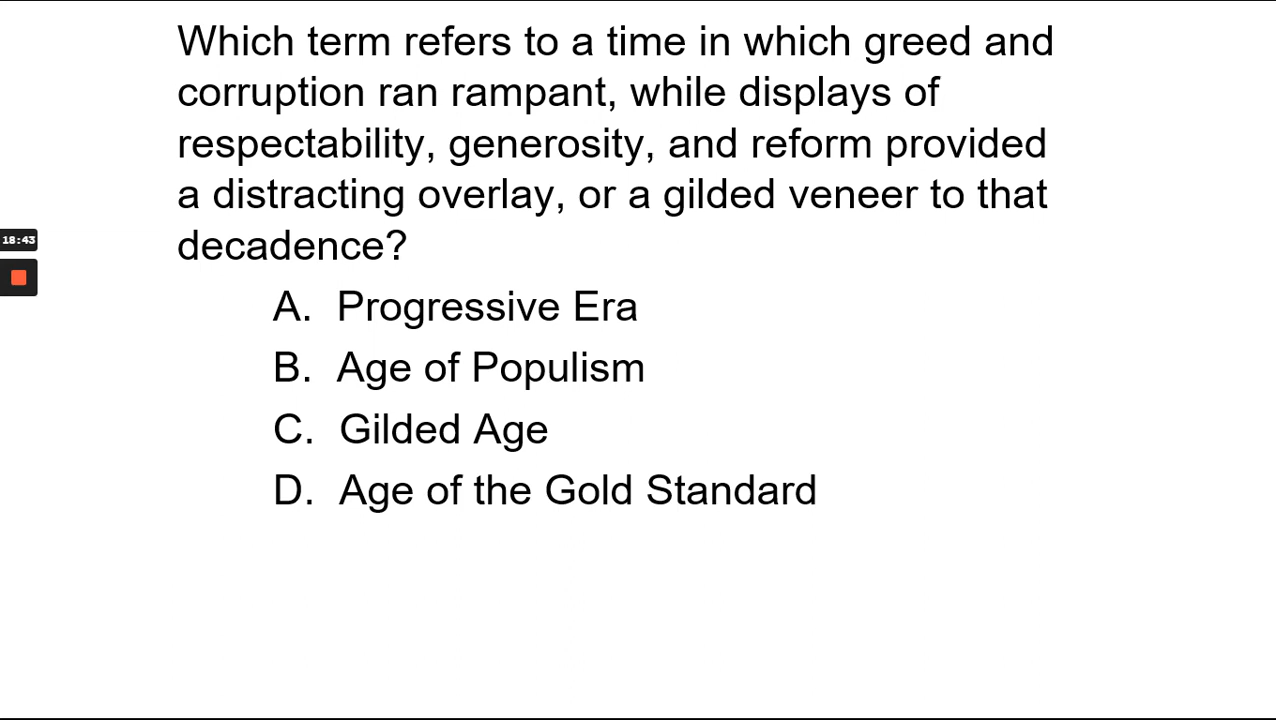 Which term refers to a time in which greed and
corruption ran rampant, while displays of
respectability, generosity, and reform provided
a distracting overlay, or a gilded veneer to that
decadence?
18:43
A. Progressive Era
B. Age of Populism
C. Gilded Age
D. Age of the Gold Standard